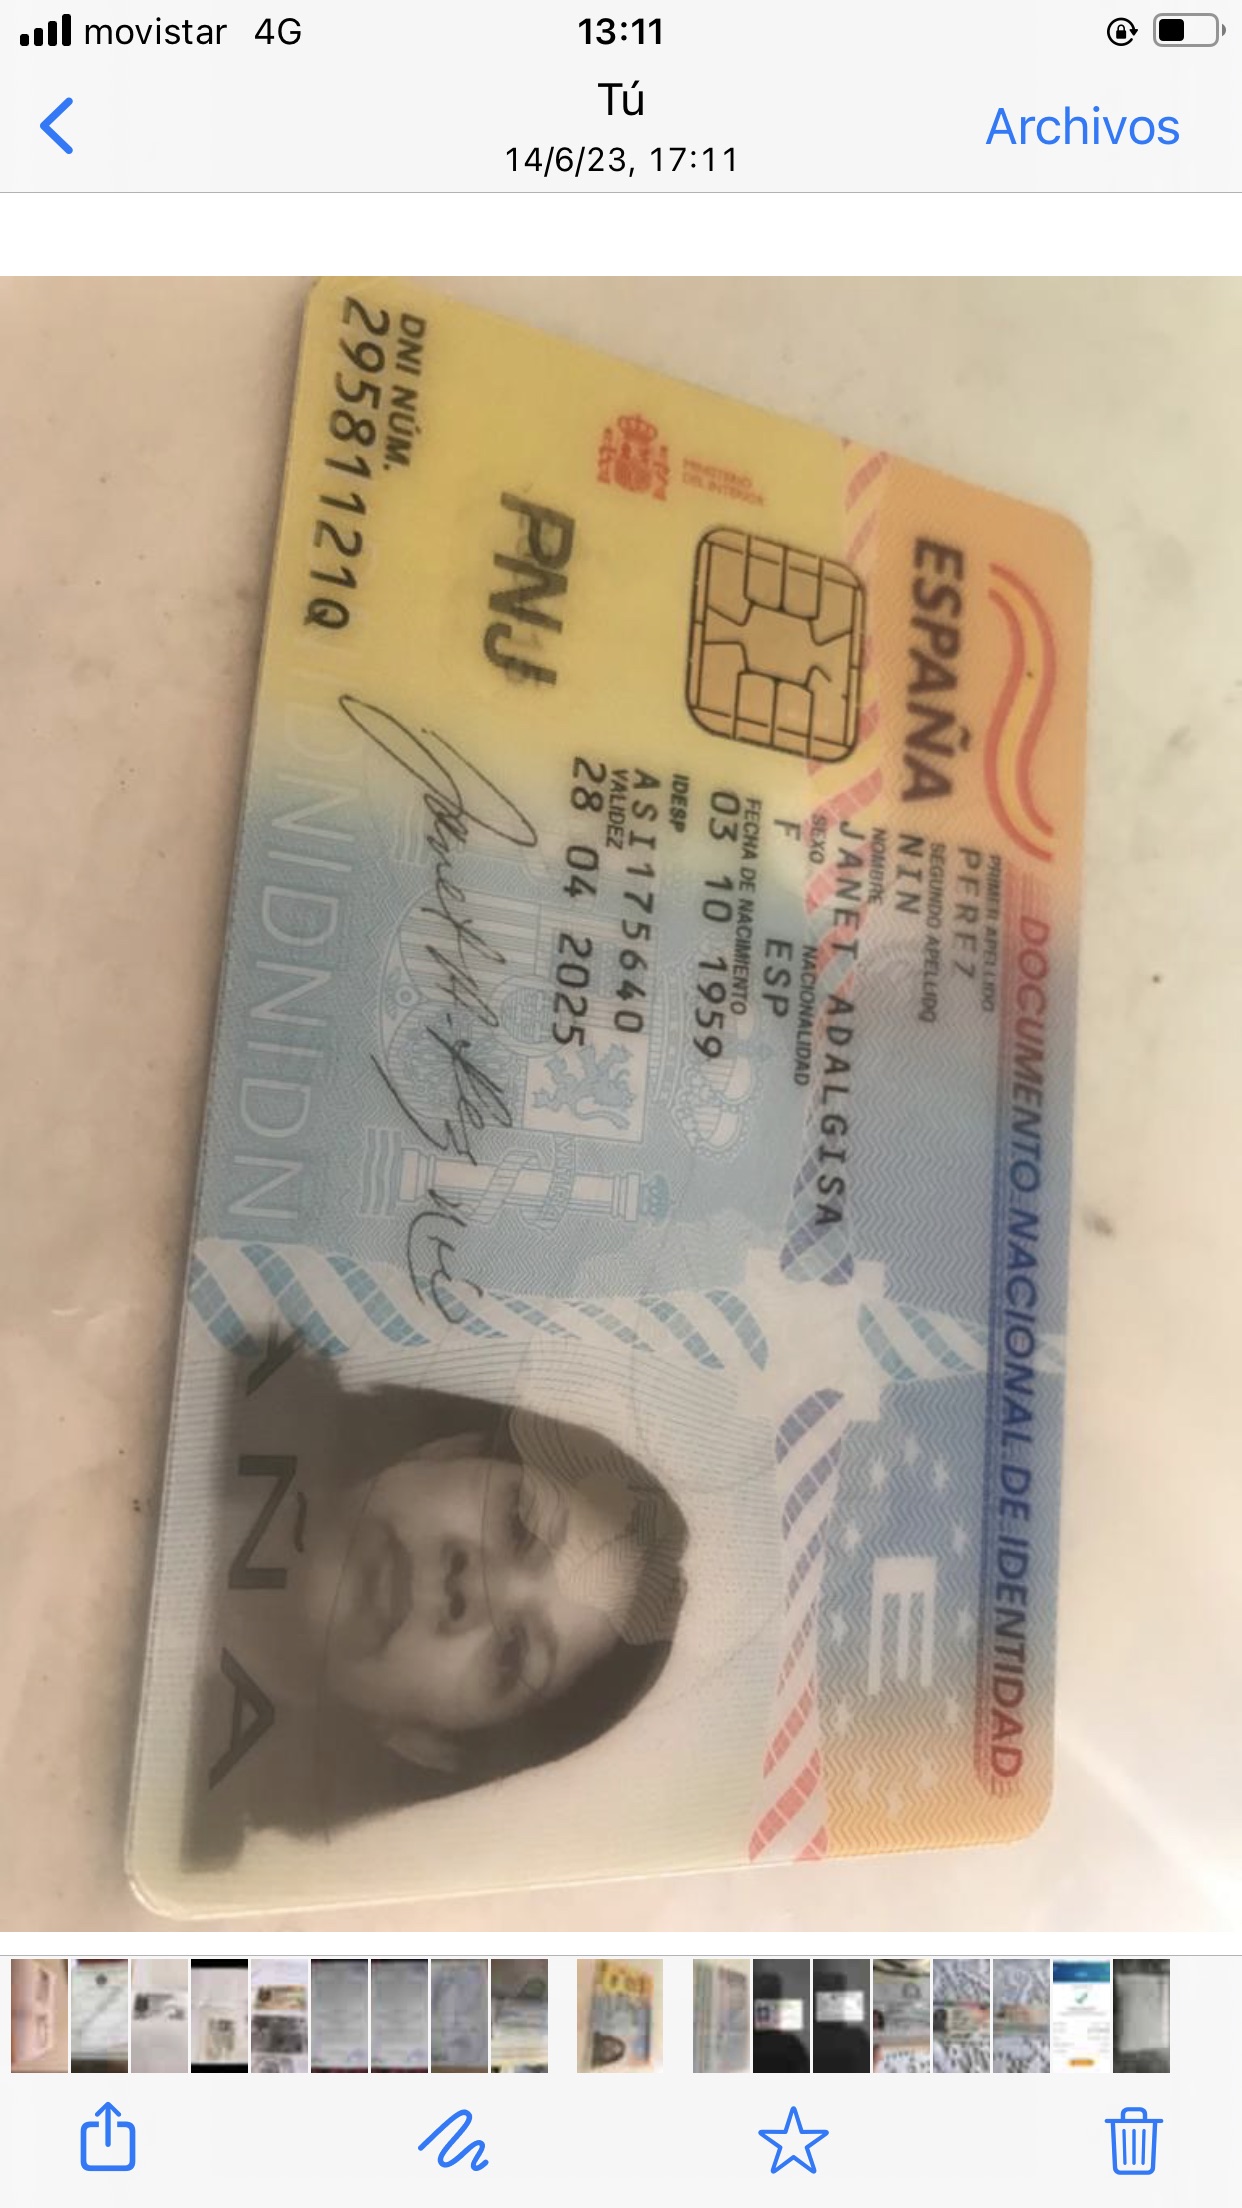 movistar 4G
13:11
Tú
14/6/23, 17:11
Archivos
DOCUMENTO NACIONAL DE IDENTIDAD
ESPAÑA
PRIMER APELLIDO
PEREZ
SEGUNDO APELLIDO
NIN
NOMBRE
JANET ADALGISA
SEXO NACIONALIDAD
F ESP
FECHA DE NACIMIENTO
03 10 1959
IDESP
ASI175640
VALIDEZ
28 04 2025
MINISTERIO
DEL INTERIOR
PNJ
DNI NÚM.
29581121Q
E
IDNIDNIDN
AÑA